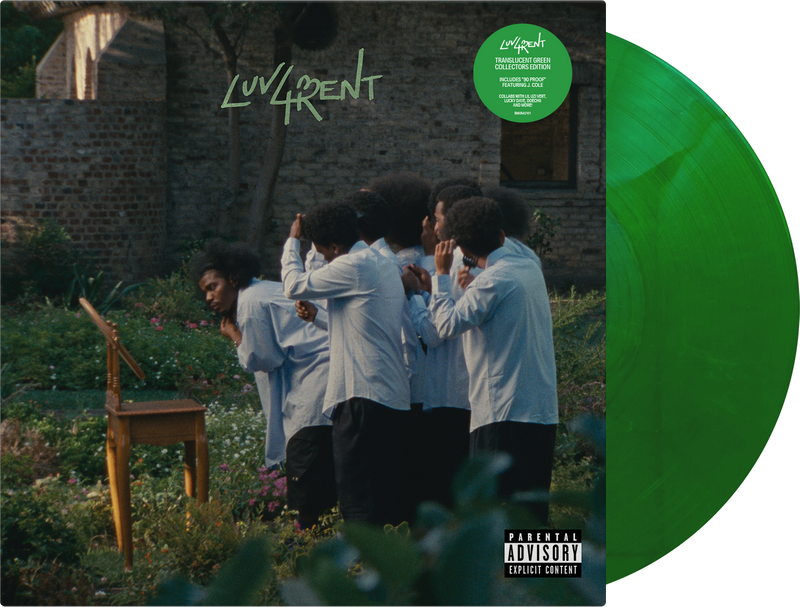 LUV4RENT
LUV4RENT
TRANSLUCENT GREEN
COLLECTORS EDITION
INCLUDES "90 PROOF"
FEATURING J. COLE
COLLABS WITH LIL UZI VERT,
LUCKY DAYE, DOECHII
AND MORE!
PARENTAL
ADVISORY
EXPLICIT CONTENT